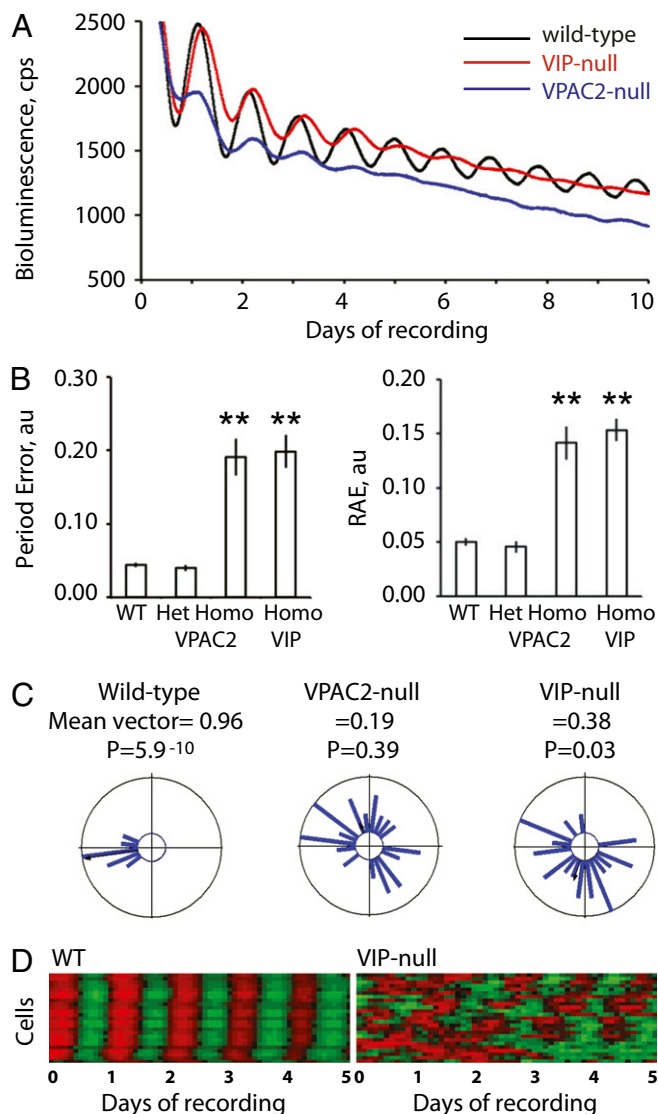 A
Bioluminescence, cps
2500
2000
1500
1000
500
wild-type
VIP-null
VPAC2-null
0 2 4 6 8 10
Days of recording
B
Period Error, au
0.30
0.20
0.10
0.00
** **
WT Het Homo Homo
VPAC2 VIP
RAE, au
0.20
0.15
0.10
0.05
0.00
** **
WT Het Homo Homo
VPAC2 VIP
C
Wild-type
Mean vector= 0.96
P=5.9⁻¹⁰
VPAC2-null
=0.19
P=0.39
VIP-null
=0.38
P=0.03
D
WT
VIP-null
Cells
0 1 2 3 4 5
Days of recording
0 1 2 3 4 5
Days of recording